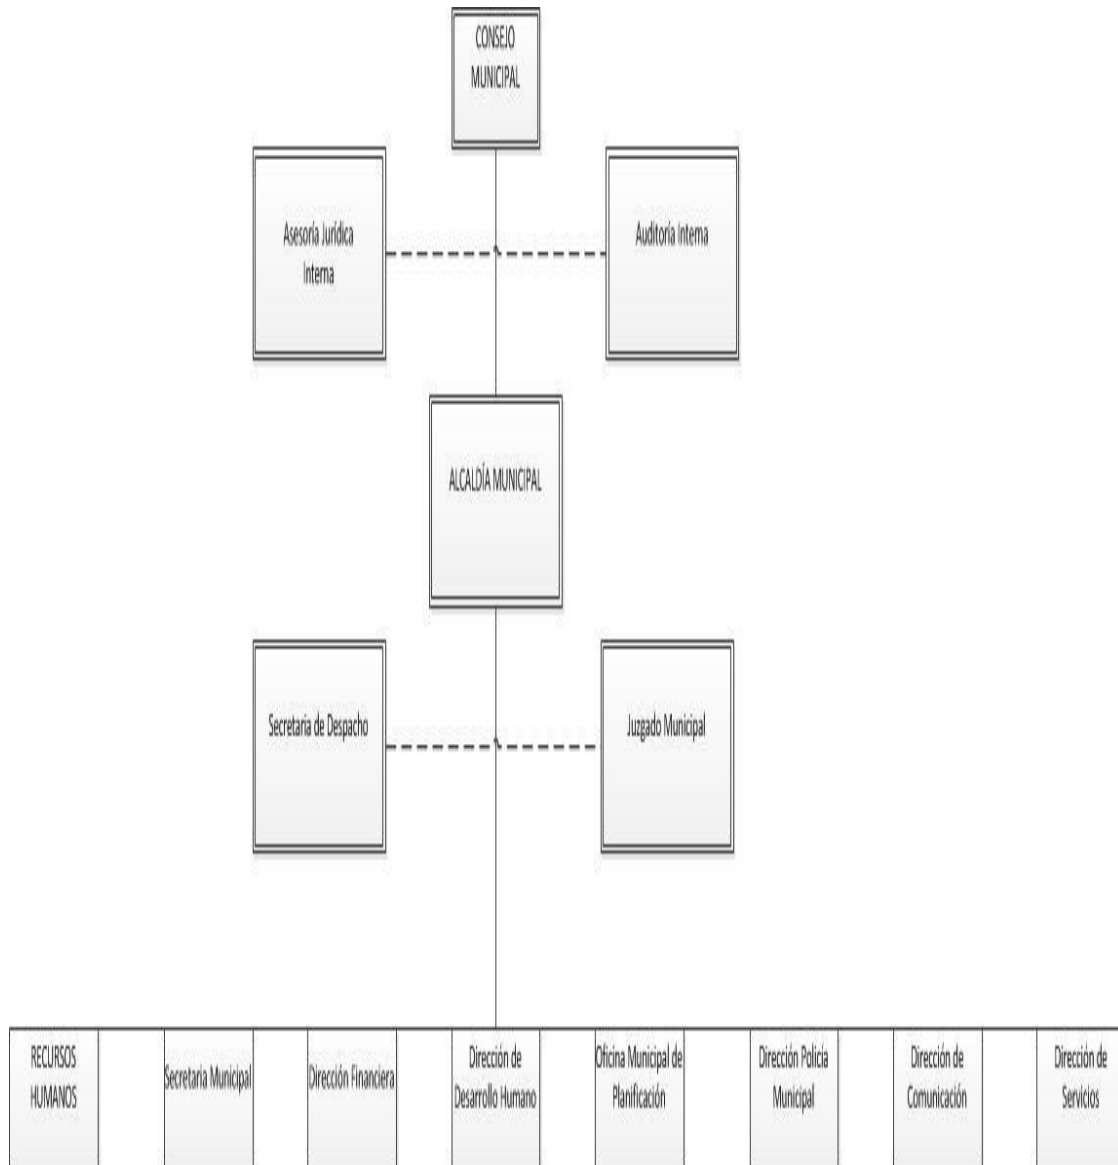 CONSEJO
MUNICIPAL
Asesoría Jurídica
Interna
Auditoría Interna
ALCALDÍA MUNICIPAL
Secretaria de Despacho
Juzgado Municipal
RECURSOS
HUMANOS
Secretaria Municipal
Dirección Financiera
Dirección de
Desarrollo Humano
Oficina Municipal de
Planificación
Dirección Policia
Municipal
Dirección de
Comunicación
Dirección de
Servicios